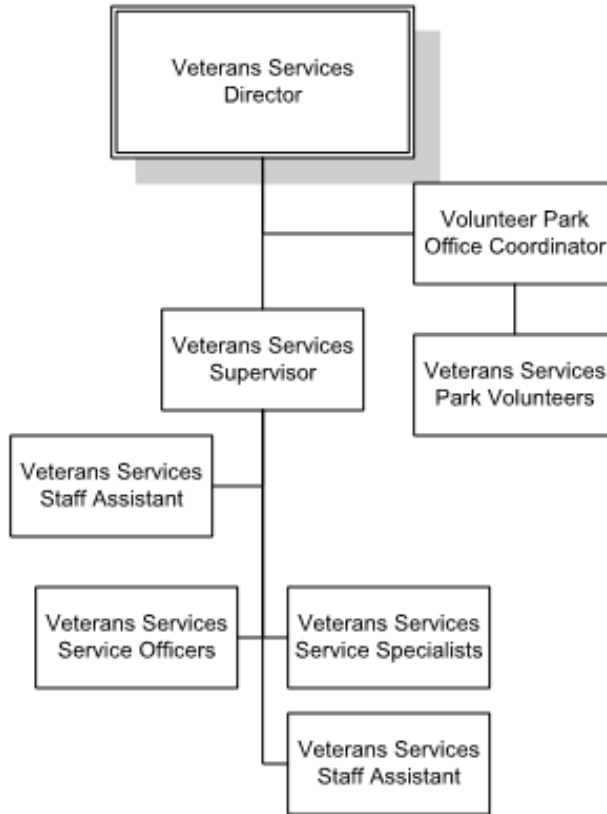 Veterans Services
Director
Volunteer Park
Office Coordinator
Veterans Services
Supervisor
Veterans Services
Park Volunteers
Veterans Services
Staff Assistant
Veterans Services
Service Officers
Veterans Services
Service Specialists
Veterans Services
Staff Assistant